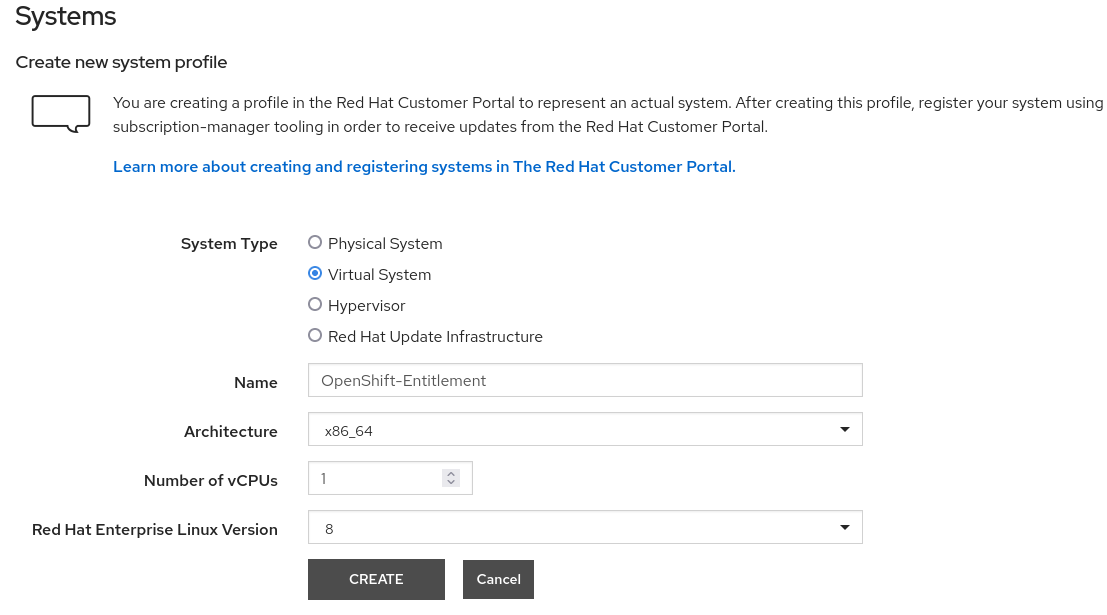 Systems
Create new system profile
You are creating a profile in the Red Hat Customer Portal to represent an actual system. After creating this profile, register your system using
subscription-manager tooling in order to receive updates from the Red Hat Customer Portal.
Learn more about creating and registering systems in The Red Hat Customer Portal.
System Type
Physical System
Virtual System
Hypervisor
Red Hat Update Infrastructure
Name
OpenShift-Entitlement
Architecture
x86_64
Number of vCPUs
1
Red Hat Enterprise Linux Version
8
CREATE
Cancel